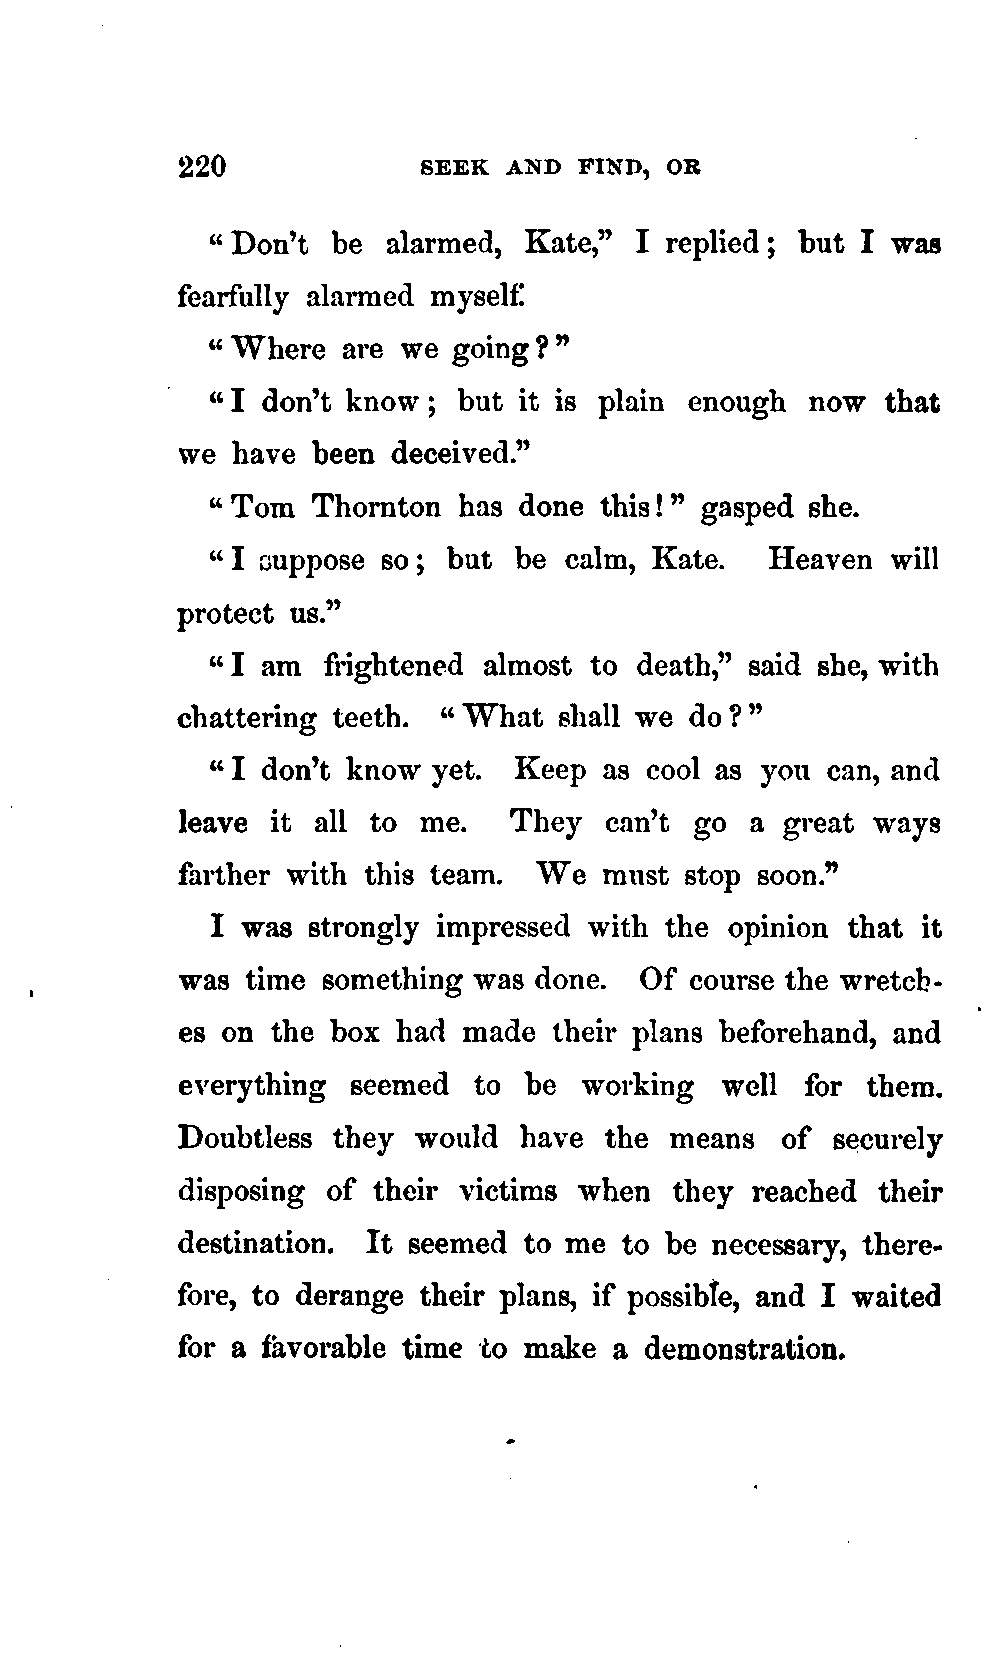 220 SEEK AND FIND, OR
“Don’t be alarmed, Kate,” I replied; but I was
fearfully alarmed myself.
“Where are we going?”
“I don’t know; but it is plain enough now that
we have been deceived.”
“Tom Thornton has done this!” gasped she.
“I suppose so; but be calm, Kate. Heaven will
protect us.”
“I am frightened almost to death,” said she, with
chattering teeth. “What shall we do?”
“I don’t know yet. Keep as cool as you can, and
leave it all to me. They can’t go a great ways
farther with this team. We must stop soon.”
I was strongly impressed with the opinion that it
was time something was done. Of course the wretch-
es on the box had made their plans beforehand, and
everything seemed to be working well for them.
Doubtless they would have the means of securely
disposing of their victims when they reached their
destination. It seemed to me to be necessary, there-
fore, to derange their plans, if possible, and I waited
for a favorable time to make a demonstration.